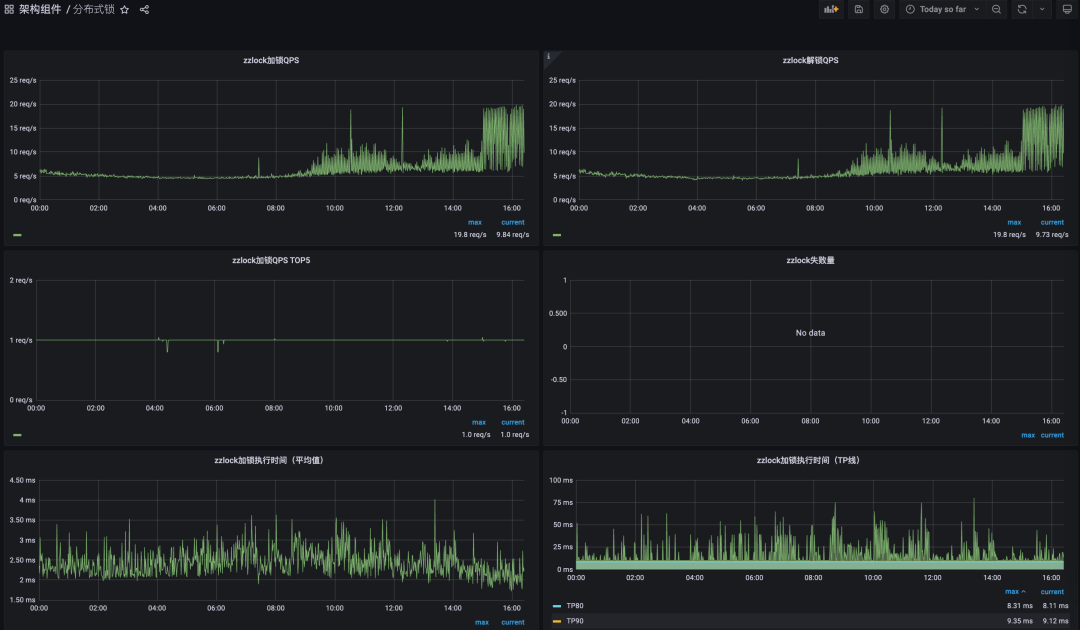 架构组件 / 分布式锁
Today so far
zzlock加锁QPS
25 req/s
20 req/s
15 req/s
10 req/s
5 req/s
0 req/s
00:00 02:00 04:00 06:00 08:00 10:00 12:00 14:00 16:00
max current
19.8 req/s 9.84 req/s
zzlock解锁QPS
25 req/s
20 req/s
15 req/s
10 req/s
5 req/s
0 req/s
00:00 02:00 04:00 06:00 08:00 10:00 12:00 14:00 16:00
max current
19.8 req/s 9.73 req/s
zzlock加锁QPS TOP5
2 req/s
1 req/s
0 req/s
00:00 02:00 04:00 06:00 08:00 10:00 12:00 14:00 16:00
max current
1.0 req/s 1.0 req/s
zzlock失败量
1
0.500
0
-0.50
-1
No data
00:00 02:00 04:00 06:00 08:00 10:00 12:00 14:00 16:00
max current
zzlock加锁执行时间（平均值）
4.50 ms
4 ms
3.50 ms
3 ms
2.50 ms
2 ms
1.50 ms
00:00 02:00 04:00 06:00 08:00 10:00 12:00 14:00 16:00
max current
zzlock加锁执行时间（TP线）
100 ms
75 ms
50 ms
25 ms
0 ms
00:00 02:00 04:00 06:00 08:00 10:00 12:00 14:00 16:00
max current
TP80 8.31 ms 8.11 ms
TP90 9.35 ms 9.12 ms